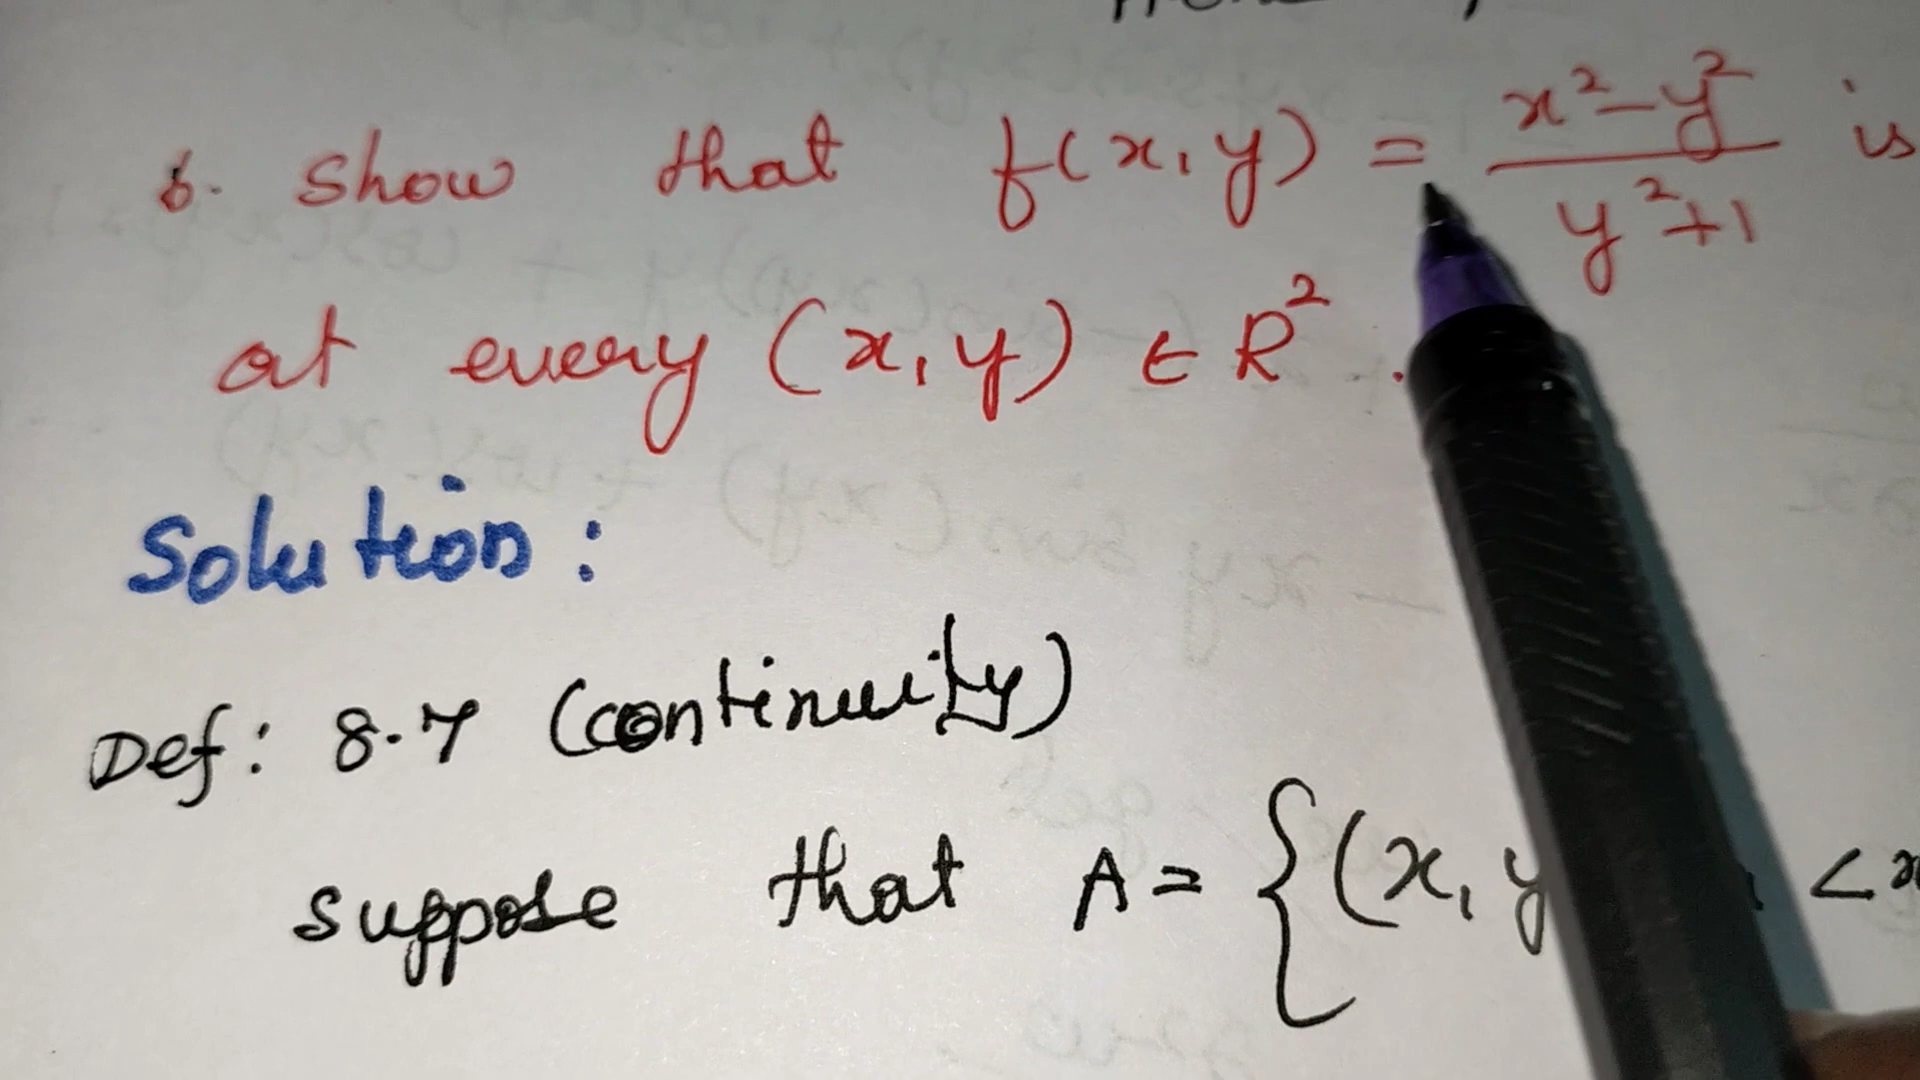 6. show that f(x, y) = x²-y²/y²+1 is
at every (x, y) ∈ R².
Solution:
Def: 8.7 (continuity)
suppose that A = {(x, y < x